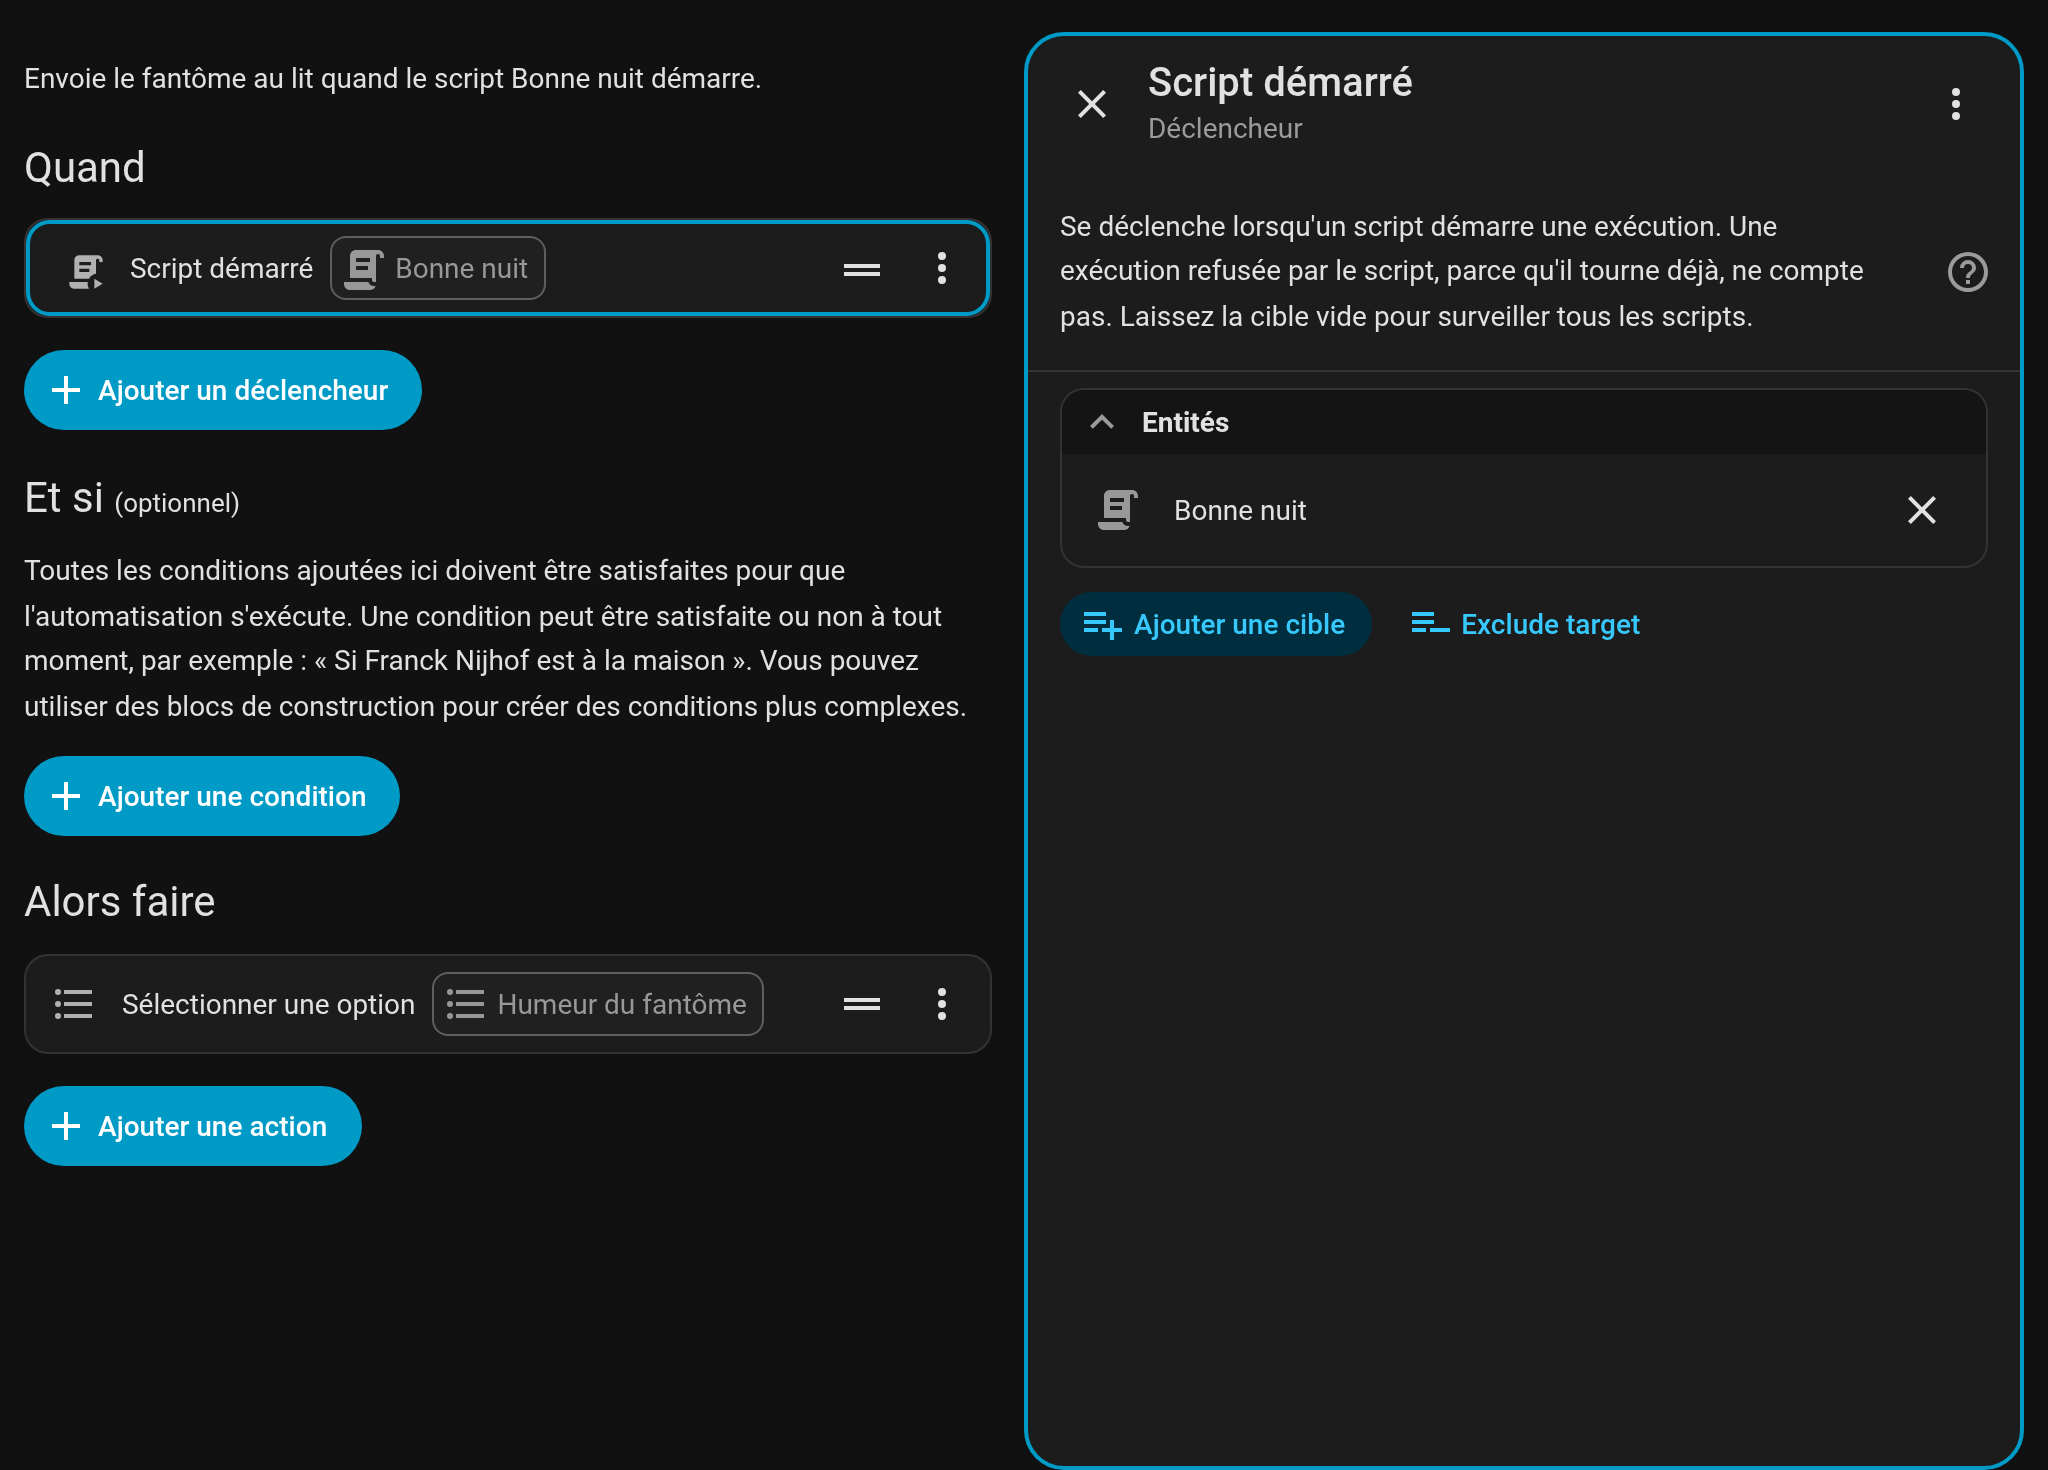 Envoie le fantôme au lit quand le script Bonne nuit démarre.
Quand
Script démarré Bonne nuit
Ajouter un déclencheur
Et si (optionnel)
Toutes les conditions ajoutées ici doivent être satisfaites pour que
l'automatisation s'exécute. Une condition peut être satisfaite ou non à tout
moment, par exemple : « Si Franck Nijhof est à la maison ». Vous pouvez
utiliser des blocs de construction pour créer des conditions plus complexes.
Ajouter une condition
Alors faire
Sélectionner une option Humeur du fantôme
Ajouter une action
Script démarré
Déclencheur
Se déclenche lorsqu'un script démarre une exécution. Une
exécution refusée par le script, parce qu'il tourne déjà, ne compte
pas. Laissez la cible vide pour surveiller tous les scripts.
Entités
Bonne nuit
Ajouter une cible Exclude target